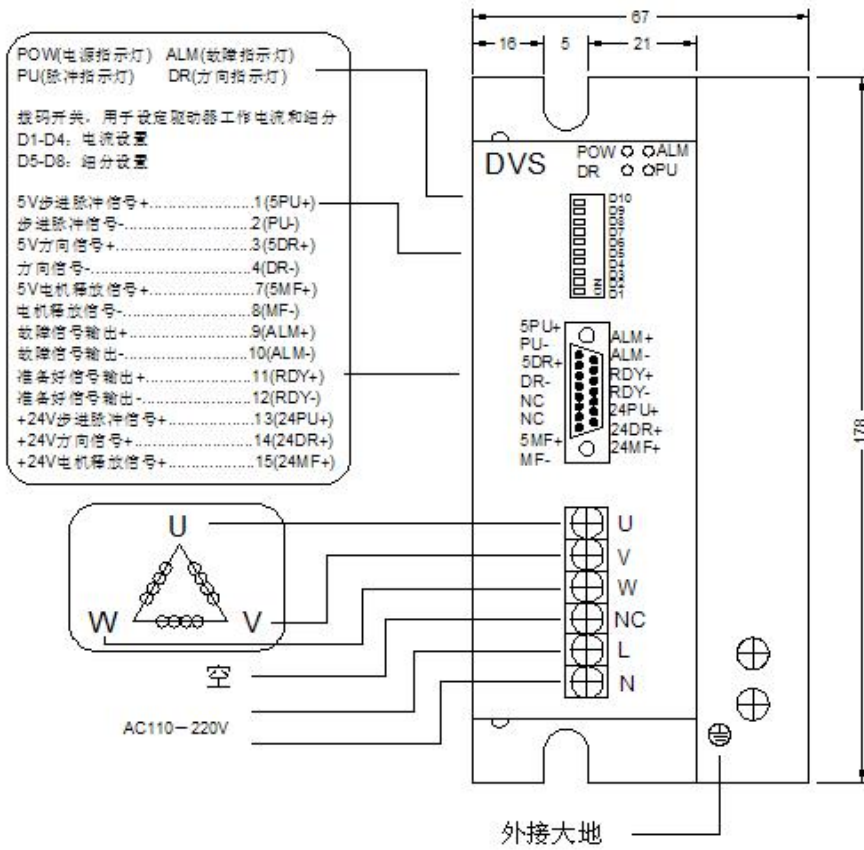 67
16
5
21
POW(电源指示灯) ALM(故障指示灯)
PU(脉冲指示灯) DR(方向指示灯)
拨码开关，用于设定驱动器工作电流和细分
D1-D4：电流设置
D5-D8：细分设置
5V步进脉冲信号+.....................1(5PU+)
步进脉冲信号-.........................2(PU-)
5V方向信号+...........................3(5DR+)
方向信号-...............................4(DR-)
5V电机释放信号+.....................7(5MF+)
电机释放信号-.........................8(MF-)
故障信号输出+.........................9(ALM+)
故障信号输出-........................10(ALM-)
准备好信号输出+.....................11(RDY+)
准备好信号输出-.....................12(RDY-)
+24V步进脉冲信号+................13(24PU+)
+24V方向信号+......................14(24DR+)
+24V电机释放信号+................15(24MF+)
DVS
POW ALM
DR PU
D10
D9
D8
D7
D6
D5
D4
D3
D2
D1
ON
5PU+
PU-
5DR+
DR-
NC
NC
5MF+
MF-
ALM+
ALM-
RDY+
RDY-
24PU+
24DR+
24MF+
178
U
W V
U
V
W
NC
L
N
空
AC110－220V
外接大地